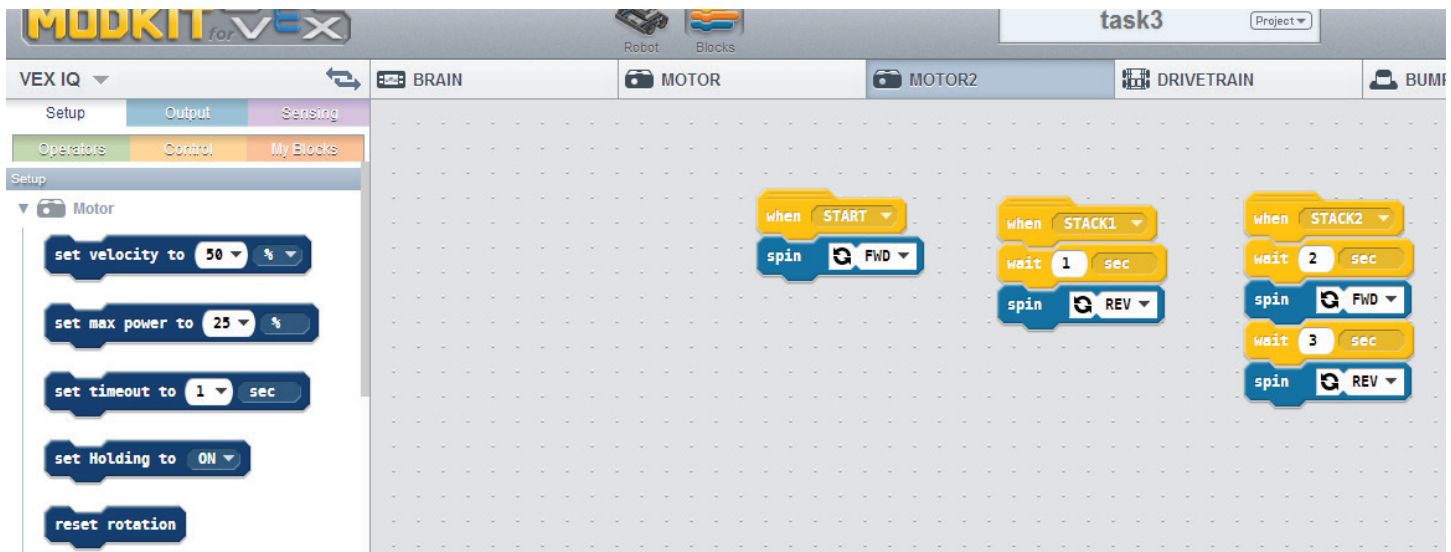 MODKIT for VEX
Robot
Blocks
task3
Project
VEX IQ
BRAIN
MOTOR
MOTOR2
DRIVETRAIN
BUMP
Setup
Output
Sensing
Operators
Control
My Blocks
Setup
Motor
set velocity to 50 %
set max power to 25 %
set timeout to 1 sec
set Holding to ON
reset rotation
when START
spin FWD
when STACK1
wait 1 sec
spin REV
when STACK2
wait 2 sec
spin FWD
wait 3 sec
spin REV